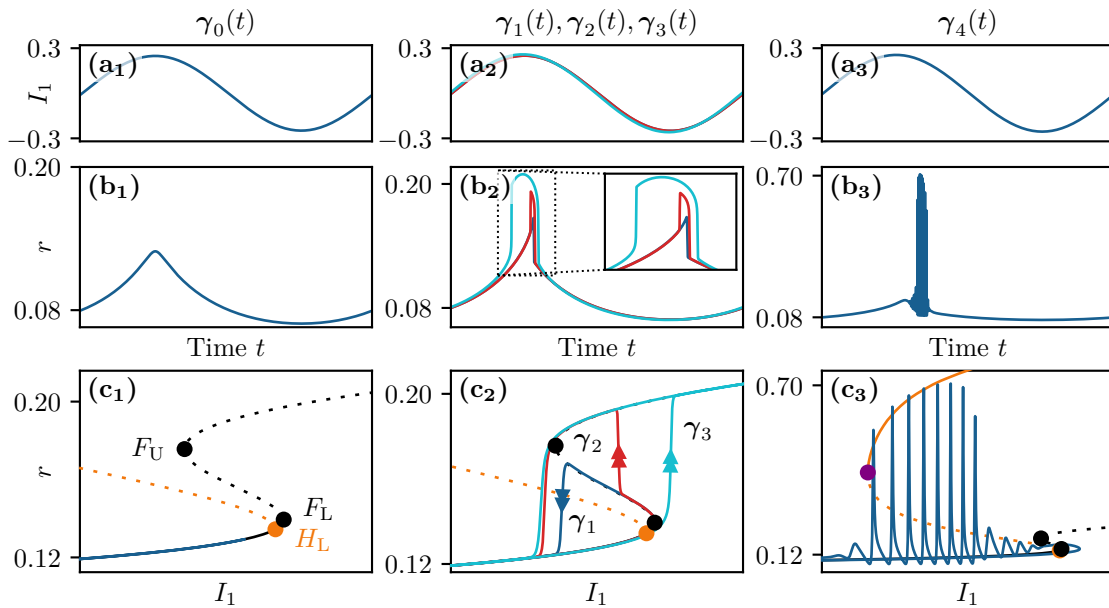 γ₀(t)
γ₁(t), γ₂(t), γ₃(t)
γ₄(t)
I₁
0.3
−0.3
(a₁)
0.3
−0.3
(a₂)
0.3
−0.3
(a₃)
r
0.20
0.08
(b₁)
Time t
0.20
0.08
(b₂)
Time t
0.70
0.08
(b₃)
Time t
r
0.20
0.12
(c₁)
F_U
F_L
H_L
I₁
0.20
0.12
(c₂)
γ₂
γ₃
γ₁
I₁
0.70
0.12
(c₃)
I₁